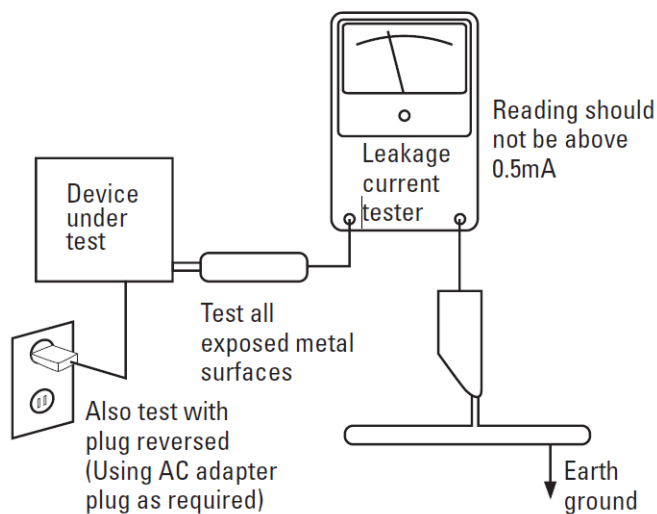 Reading should
not be above
0.5mA
Leakage
current
tester
Device
under
test
Test all
exposed metal
surfaces
Also test with
plug reversed
(Using AC adapter
plug as required)
Earth
ground